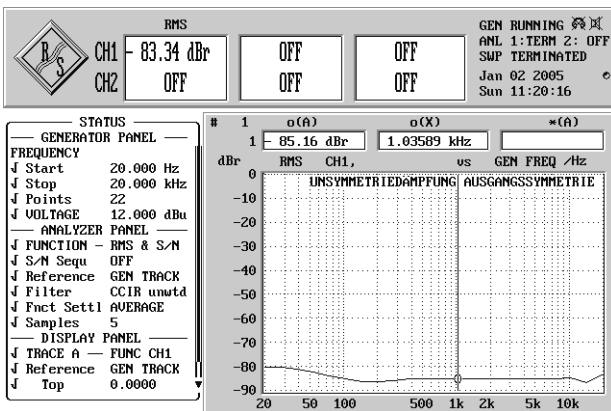 RMS
R S
CH1 - 83.34 dBr OFF OFF
CH2 OFF OFF OFF
GEN RUNNING
ANL 1:TERM 2: OFF
SWP TERMINATED
Jan 02 2005
Sun 11:20:16
STATUS
GENERATOR PANEL
FREQUENCY
√ Start 20.000 Hz
√ Stop 20.000 kHz
√ Points 22
√ VOLTAGE 12.000 dBu
ANALYZER PANEL
√ FUNCTION - RMS & S/N
√ S/N Sequ OFF
√ Reference GEN TRACK
√ Filter CCIR unwtd
√ Fnct Settl AVERAGE
√ Samples 5
DISPLAY PANEL
√ TRACE A — FUNC CH1
√ Reference GEN TRACK
√ Top 0.0000
# 1 o(A) o(X) *(A)
1 - 85.16 dBr 1.03589 kHz
dBr RMS CH1, vs GEN FREQ /Hz
UNSYMMETRIEDÄMPFUNG AUSGANGSSYMMETRIE
0
-10
-20
-30
-40
-50
-60
-70
-80
-90
20 50 100 500 1k 2k 5k 10k